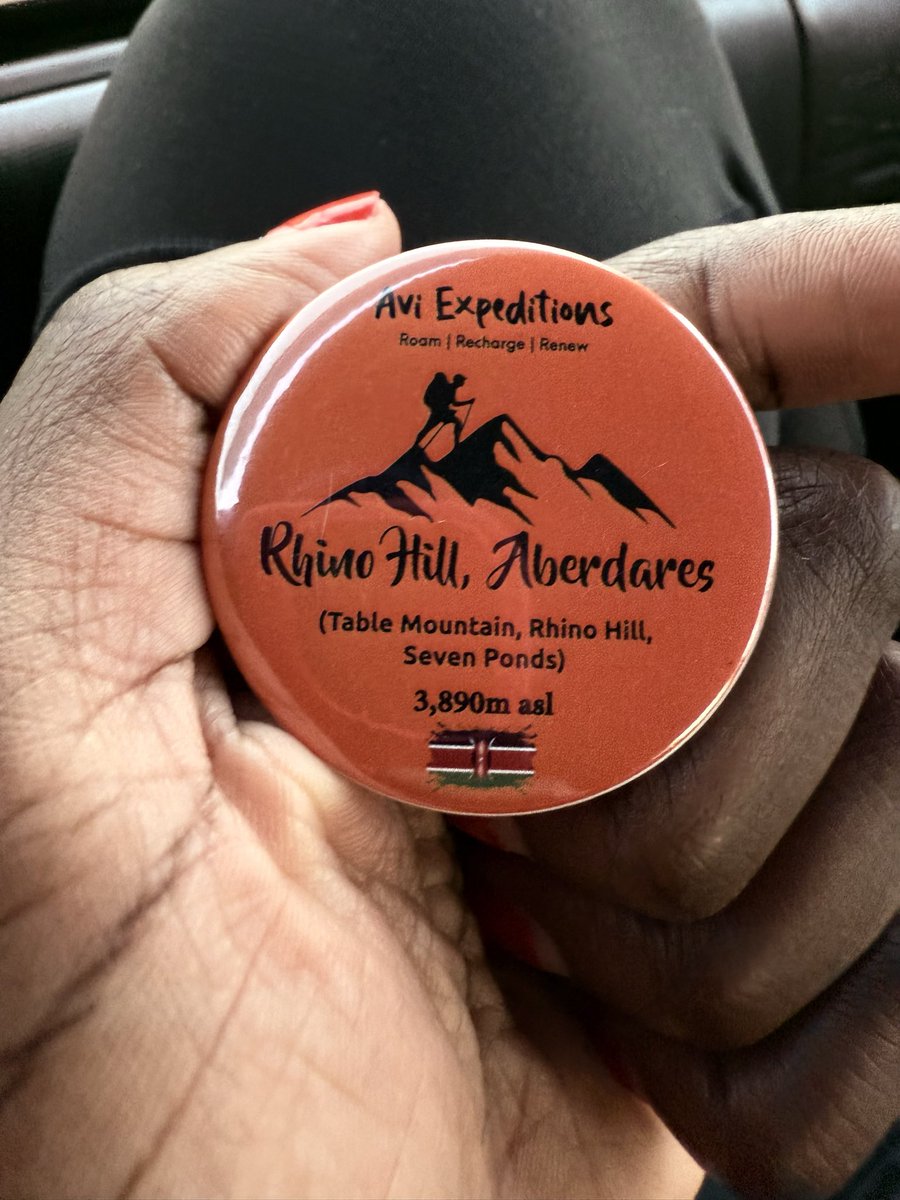 Avi Expeditions
Roam | Recharge | Renew
Rhino Hill, Aberdares
(Table Mountain, Rhino Hill,
Seven Ponds)
3,890m asl